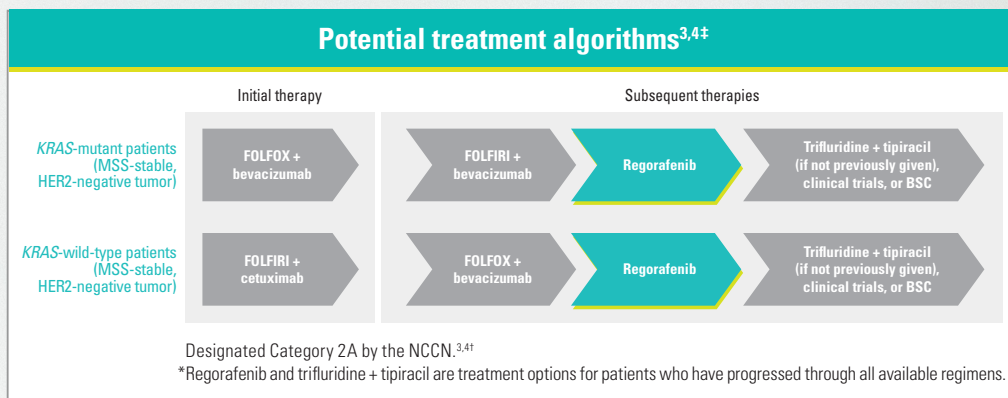 Potential treatment algorithms3,4‡
Initial therapy
Subsequent therapies
KRAS-mutant patients
(MSS-stable,
HER2-negative tumor)
FOLFOX +
bevacizumab
FOLFIRI +
bevacizumab
Regorafenib
Trifluridine + tipiracil
(if not previously given),
clinical trials, or BSC
KRAS-wild-type patients
(MSS-stable,
HER2-negative tumor)
FOLFIRI +
cetuximab
FOLFOX +
bevacizumab
Regorafenib
Trifluridine + tipiracil
(if not previously given),
clinical trials, or BSC
Designated Category 2A by the NCCN.3,4†
*Regorafenib and trifluridine + tipiracil are treatment options for patients who have progressed through all available regimens.